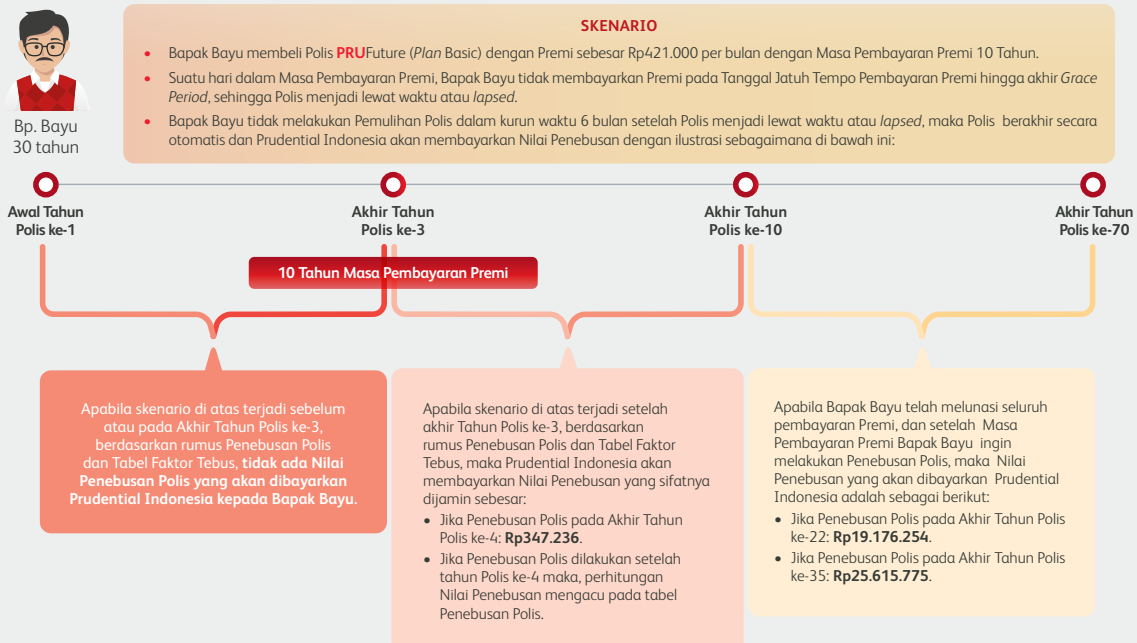 SKENARIO
• Bapak Bayu membeli Polis PRUFuture (Plan Basic) dengan Premi sebesar Rp421.000 per bulan dengan Masa Pembayaran Premi 10 Tahun.
• Suatu hari dalam Masa Pembayaran Premi, Bapak Bayu tidak membayarkan Premi pada Tanggal Jatuh Tempo Pembayaran Premi hingga akhir Grace
Period, sehingga Polis menjadi lewat waktu atau lapsed.
• Bapak Bayu tidak melakukan Pemulihan Polis dalam kurun waktu 6 bulan setelah Polis menjadi lewat waktu atau lapsed, maka Polis berakhir secara
otomatis dan Prudential Indonesia akan membayarkan Nilai Penebusan dengan ilustrasi sebagaimana di bawah ini:
Bp. Bayu
30 tahun
Awal Tahun
Polis ke-1
Akhir Tahun
Polis ke-3
Akhir Tahun
Polis ke-10
Akhir Tahun
Polis ke-70
10 Tahun Masa Pembayaran Premi
Apabila skenario di atas terjadi sebelum
atau pada Akhir Tahun Polis ke-3,
berdasarkan rumus Penebusan Polis
dan Tabel Faktor Tebus, tidak ada Nilai
Penebusan Polis yang akan dibayarkan
Prudential Indonesia kepada Bapak Bayu.
Apabila skenario di atas terjadi setelah
akhir Tahun Polis ke-3, berdasarkan
rumus Penebusan Polis dan Tabel Faktor
Tebus, maka Prudential Indonesia akan
membayarkan Nilai Penebusan yang sifatnya
dijamin sebesar:
• Jika Penebusan Polis pada Akhir Tahun
Polis ke-4: Rp347.236.
• Jika Penebusan Polis dilakukan setelah
tahun Polis ke-4 maka, perhitungan
Nilai Penebusan mengacu pada tabel
Penebusan Polis.
Apabila Bapak Bayu telah melunasi seluruh
pembayaran Premi, dan setelah Masa
Pembayaran Premi Bapak Bayu ingin
melakukan Penebusan Polis, maka Nilai
Penebusan yang akan dibayarkan Prudential
Indonesia adalah sebagai berikut:
• Jika Penebusan Polis pada Akhir Tahun Polis
ke-22: Rp19.176.254.
• Jika Penebusan Polis pada Akhir Tahun Polis
ke-35: Rp25.615.775.